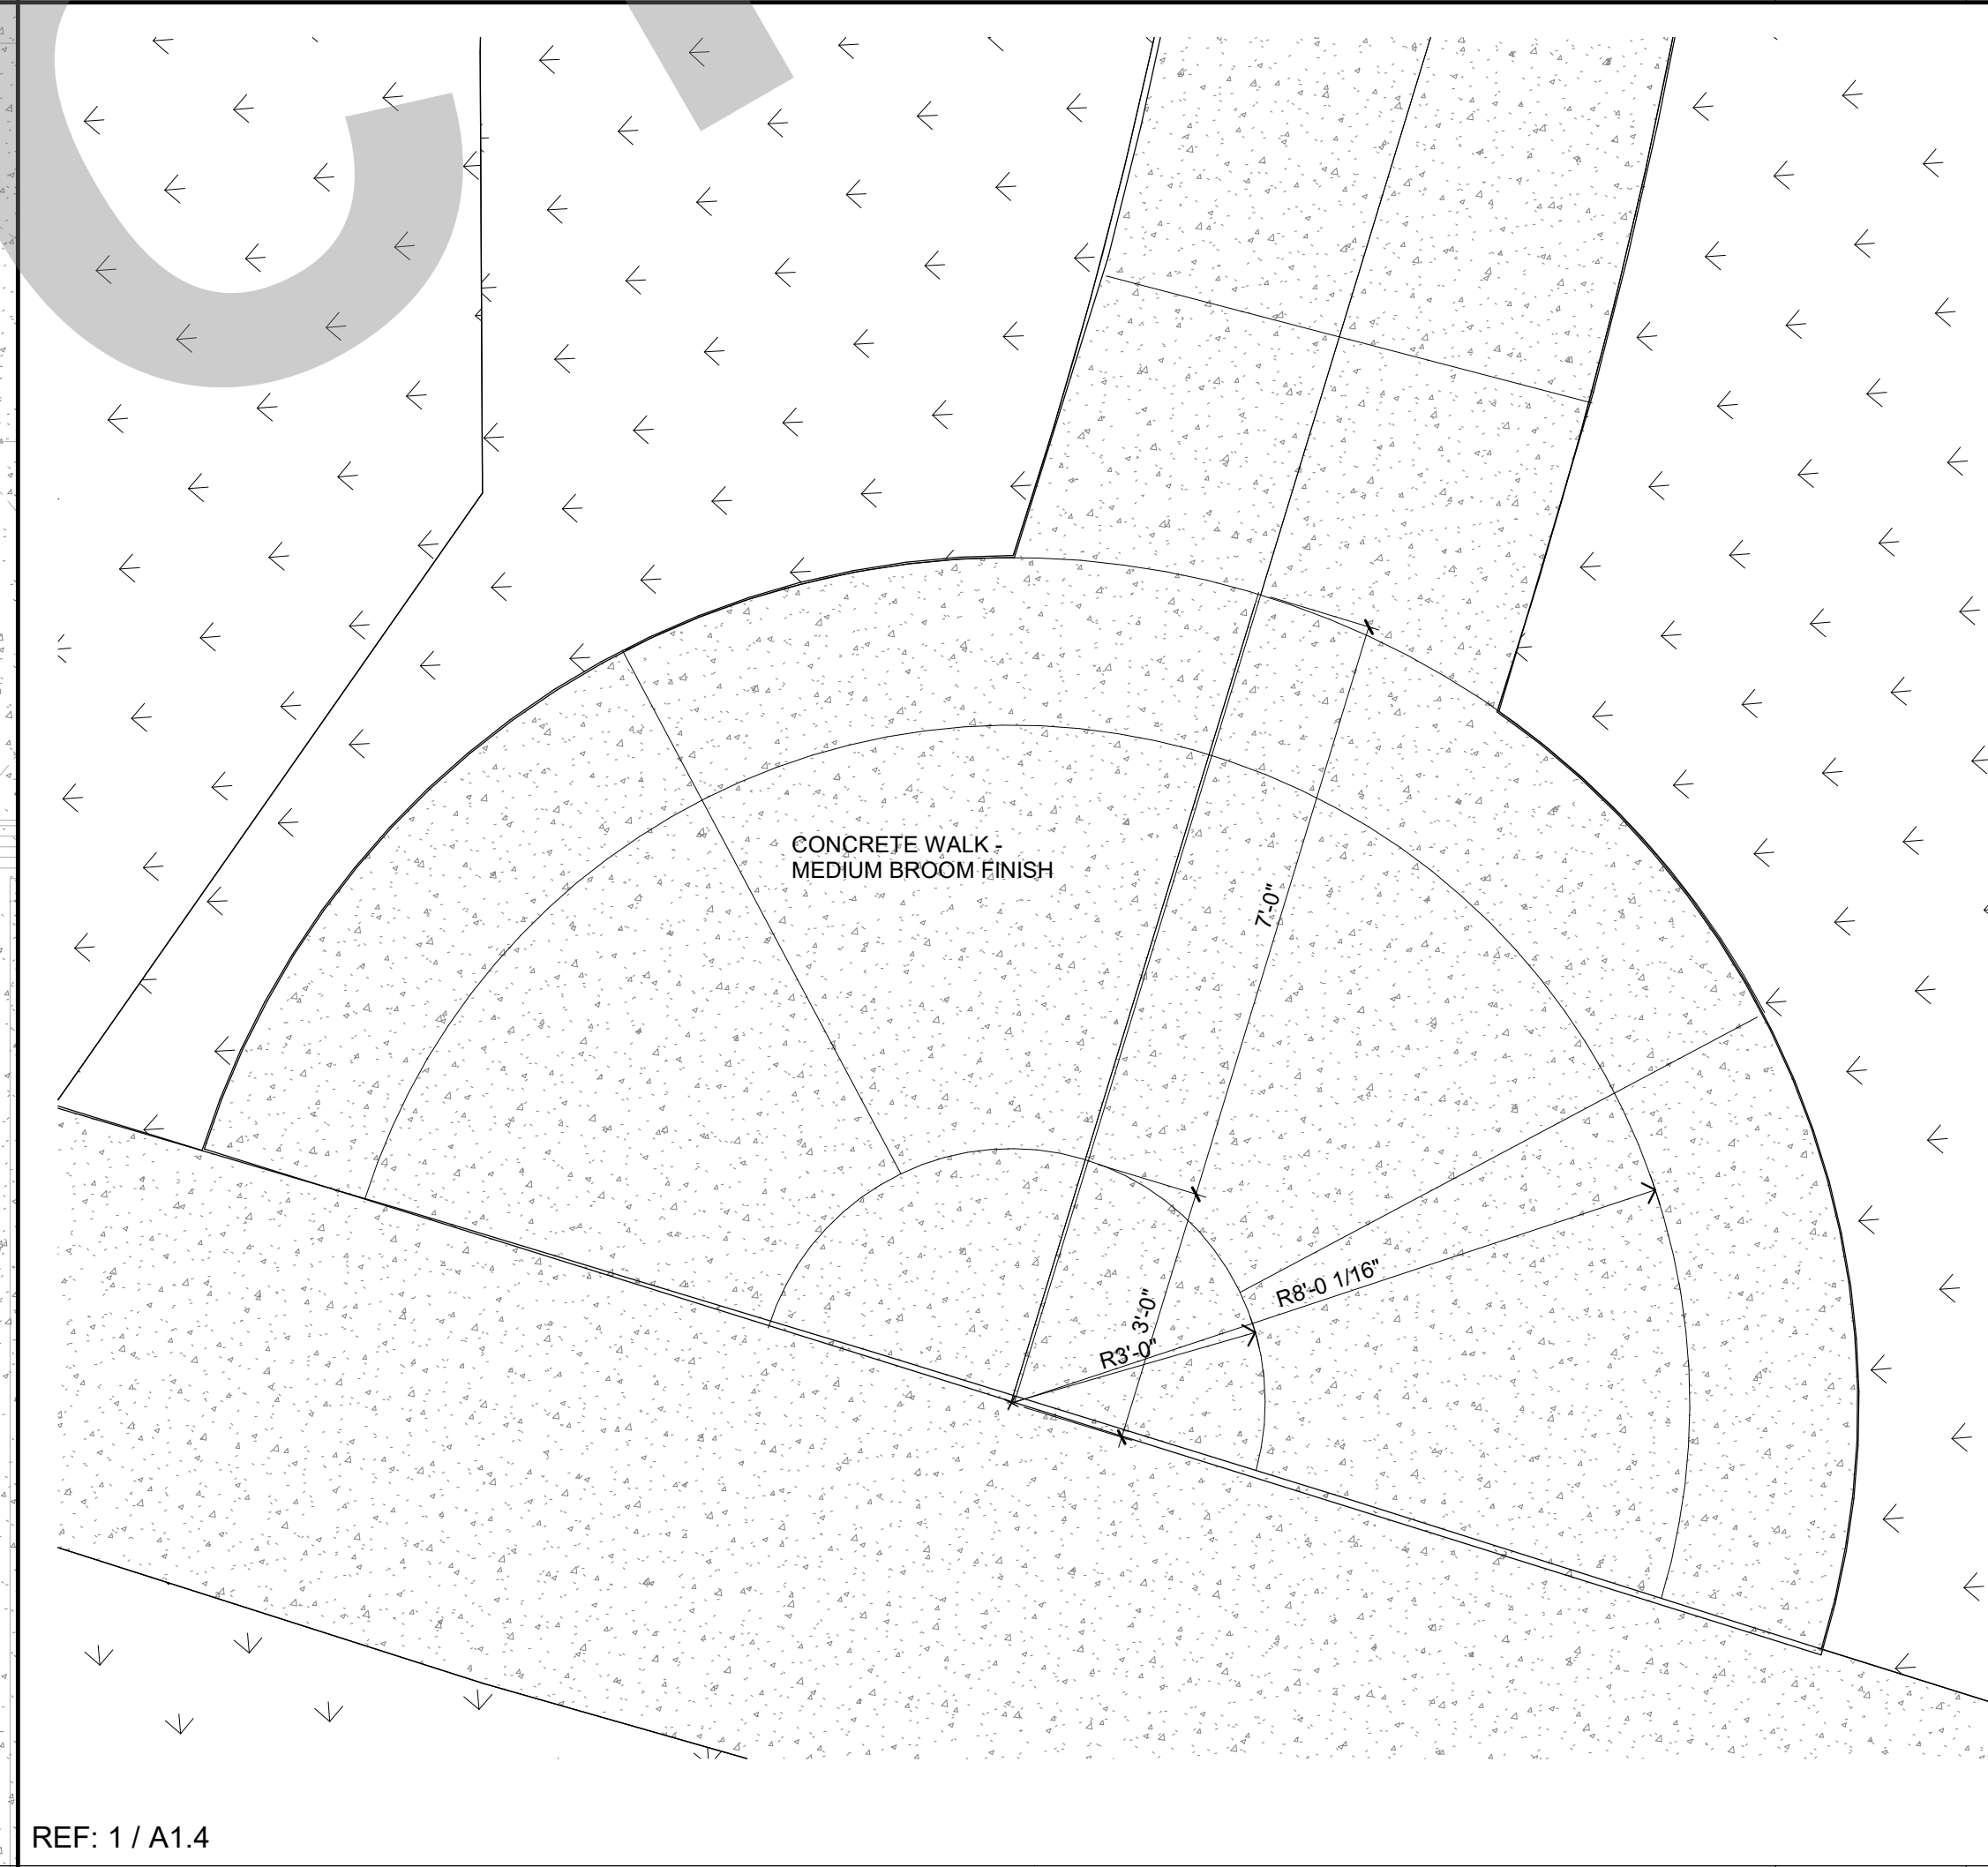 CONCRETE WALK -
MEDIUM BROOM FINISH
7'-0"
R8'-0 1/16"
3'-0"
R3'-0"
REF: 1 / A1.4